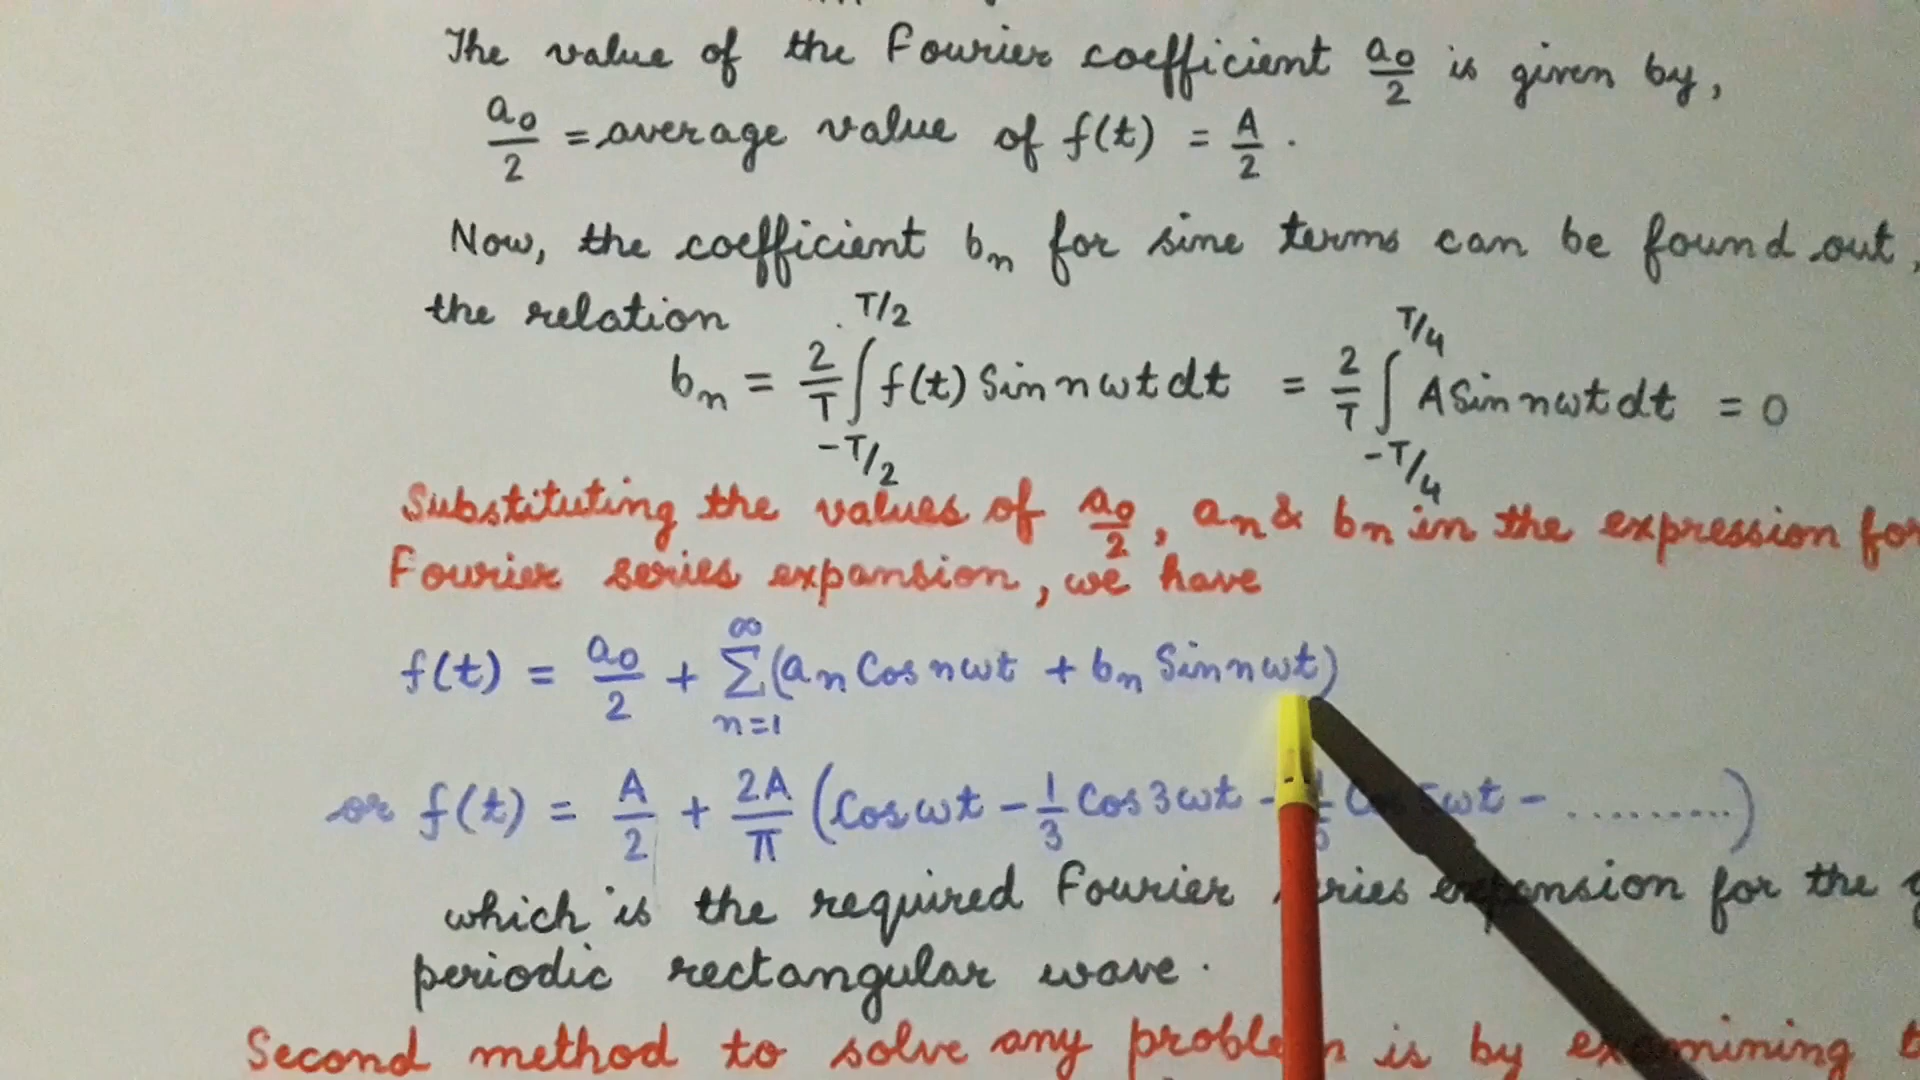 The value of the Fourier coefficient a₀/2 is given by,
a₀/2 = average value of f(t) = A/2 .
Now, the coefficient bₙ for sine terms can be found out,
the relation
bₙ = 2/T ∫_{-T/2}^{T/2} f(t) Sin nωt dt = 2/T ∫_{-T/4}^{T/4} A Sin nωt dt = 0
Substituting the values of a₀/2, aₙ & bₙ in the expression for
Fourier series expansion, we have
f(t) = a₀/2 + ∑_{n=1}^{∞} (aₙ Cos nωt + bₙ Sin nωt)
or f(t) = A/2 + 2A/π (Cos ωt - 1/3 Cos 3ωt - ωt - .........)
which is the required Fourier expansion for the
periodic rectangular wave.
Second method to solve any is by examining